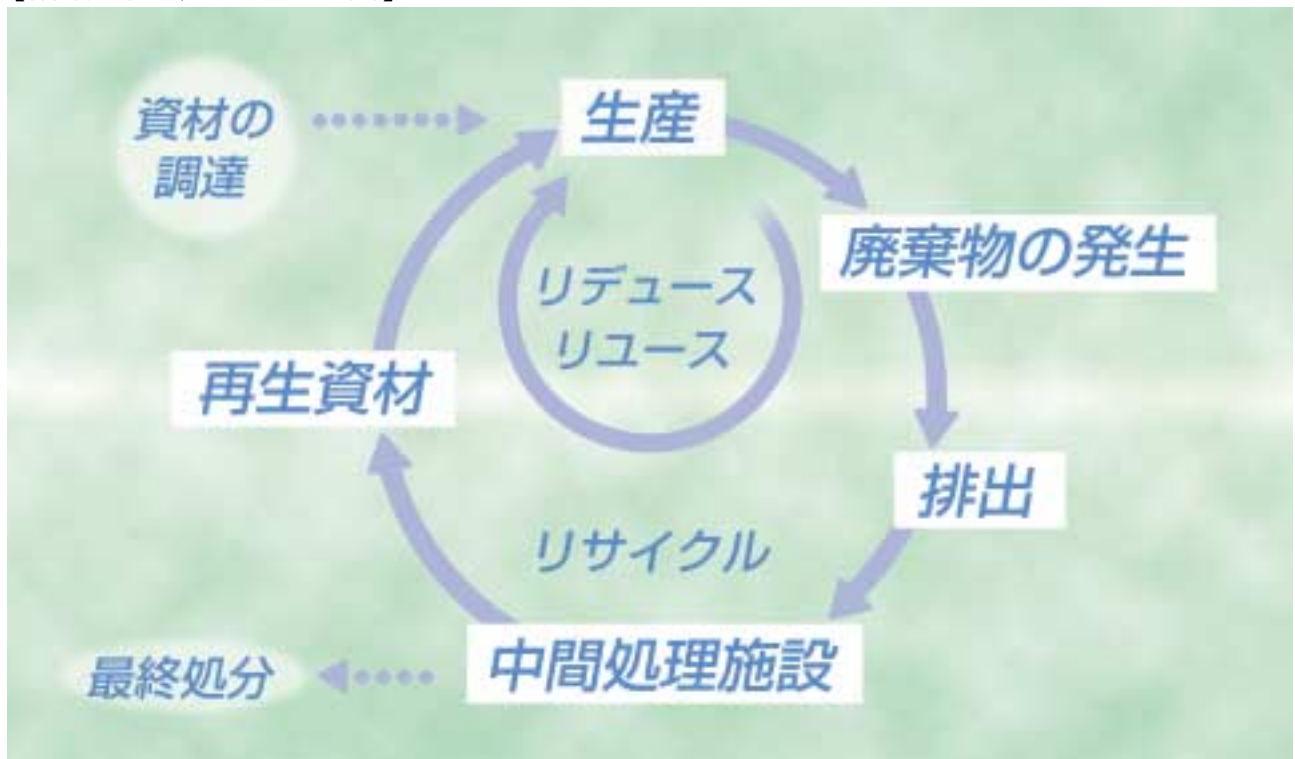 資材の
調達
生産
廃棄物の発生
リデュース
リユース
再生資材
排出
リサイクル
中間処理施設
最終処分